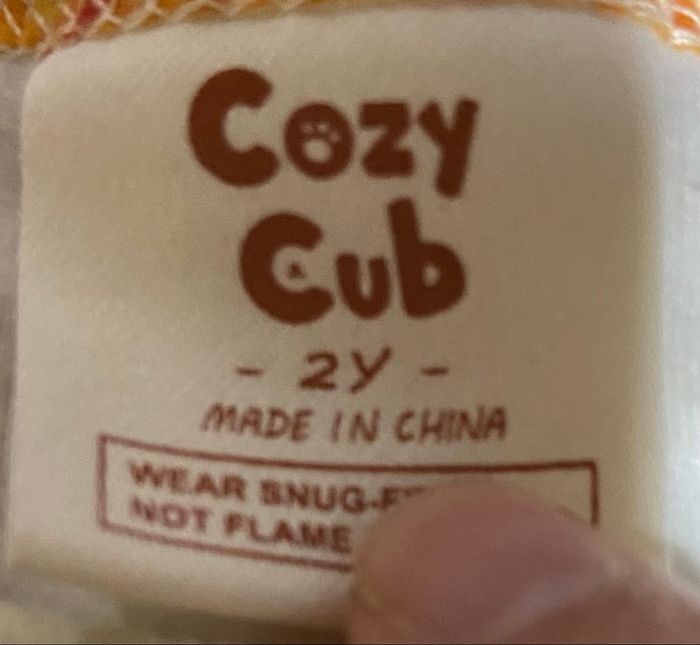 Cozy
Cub
- 2Y -
MADE IN CHINA
WEAR SNUG-
NOT FLAME